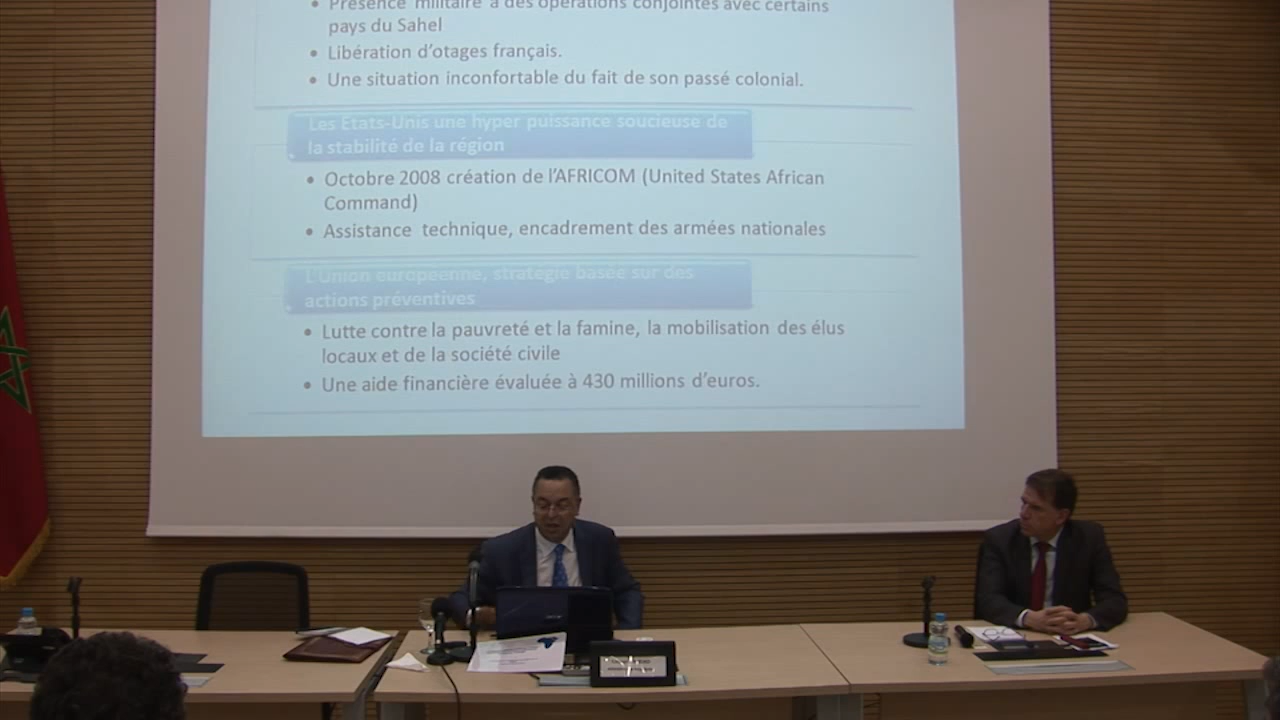 Présence militaire à des opérations conjointes avec certains
pays du Sahel
• Libération d'otages français.
• Une situation inconfortable du fait de son passé colonial.
Les Etats-Unis une hyper puissance soucieuse de
la stabilité de la région
• Octobre 2008 création de l'AFRICOM (United States African
Command)
• Assistance technique, encadrement des armées nationales
L'Union européenne, stratégie basée sur des
actions préventives
• Lutte contre la pauvreté et la famine, la mobilisation des élus
locaux et de la société civile
• Une aide financière évaluée à 430 millions d'euros.